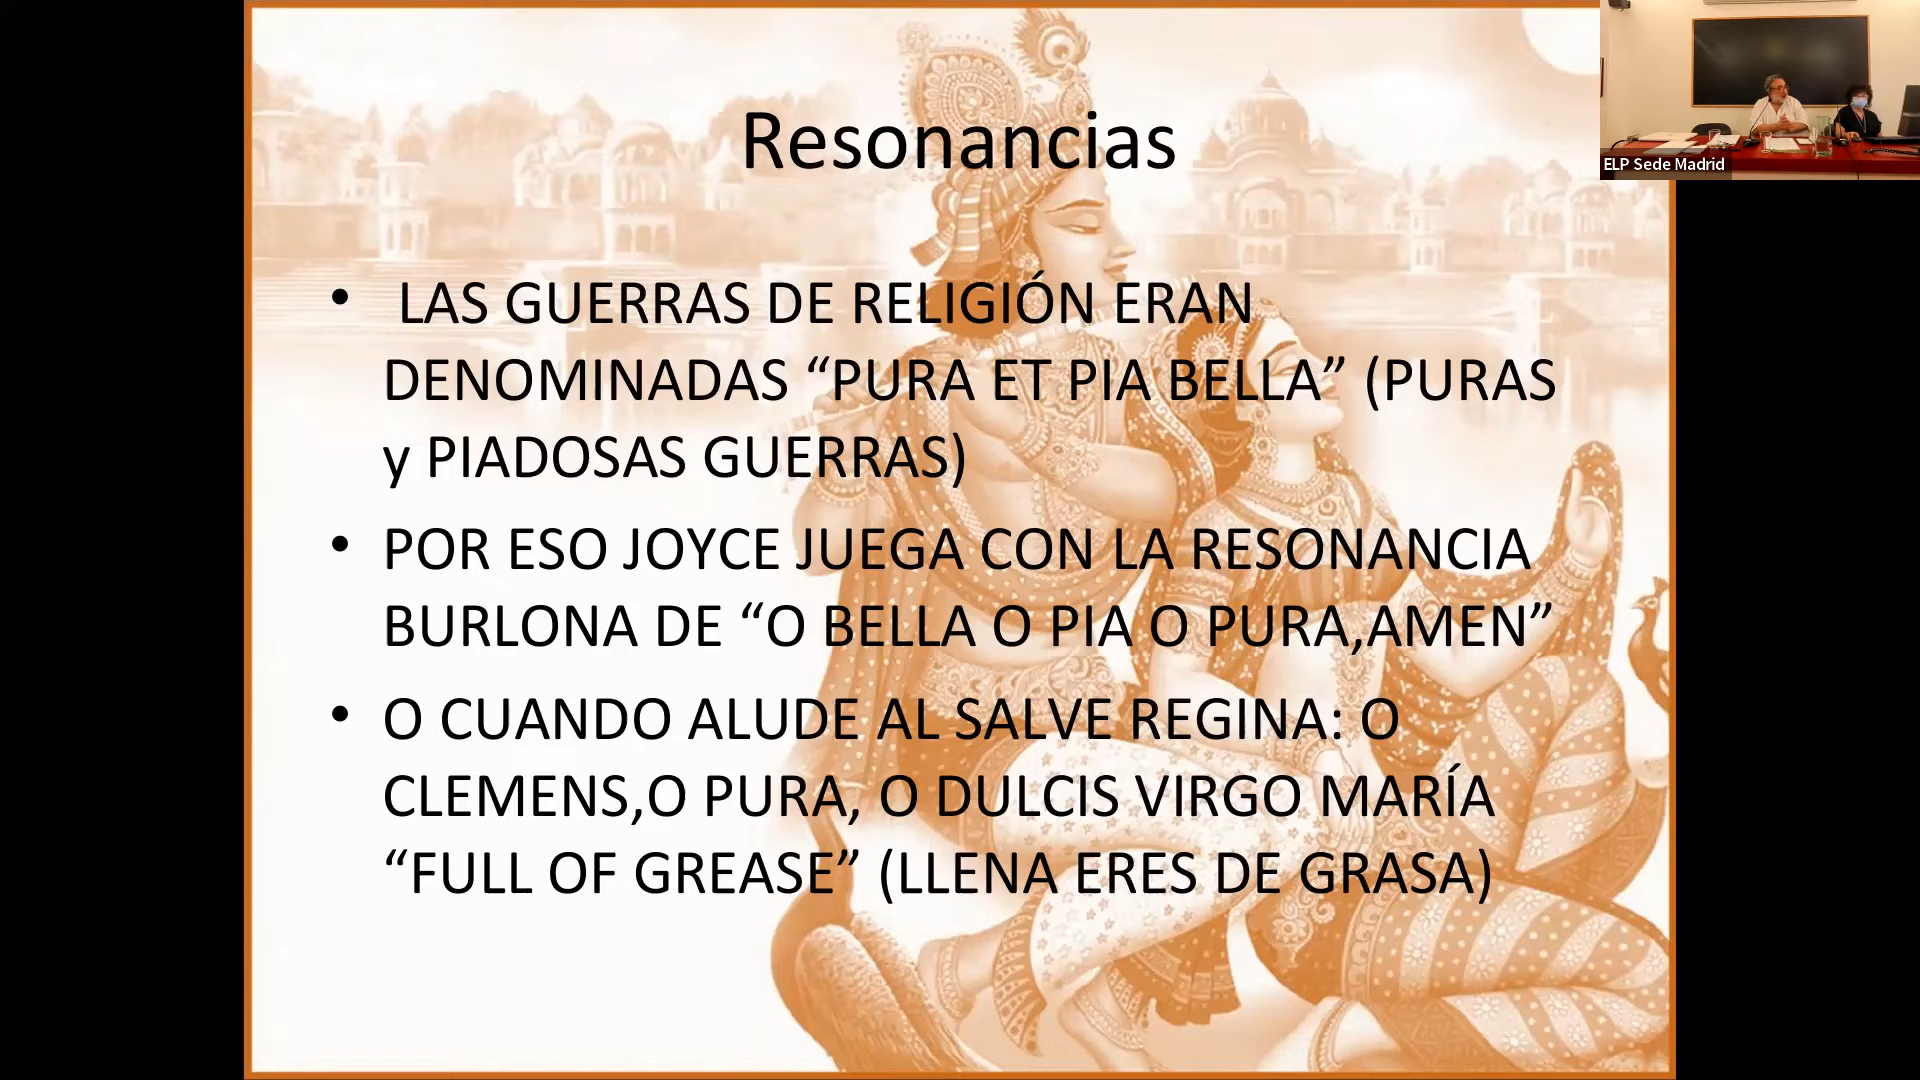 Resonancias
• LAS GUERRAS DE RELIGIÓN ERAN
DENOMINADAS “PURA ET PIA BELLA” (PURAS
y PIADOSAS GUERRAS)
• POR ESO JOYCE JUEGA CON LA RESONANCIA
BURLONA DE “O BELLA O PIA O PURA,AMEN”
• O CUANDO ALUDE AL SALVE REGINA: O
CLEMENS,O PURA, O DULCIS VIRGO MARÍA
“FULL OF GREASE” (LLENA ERES DE GRASA)
ELP Sede Madrid